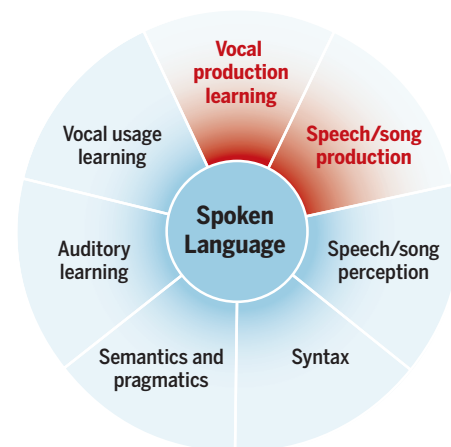 Vocal
production
learning
Speech/song
production
Speech/song
perception
Syntax
Semantics and
pragmatics
Auditory
learning
Vocal usage
learning
Spoken
Language